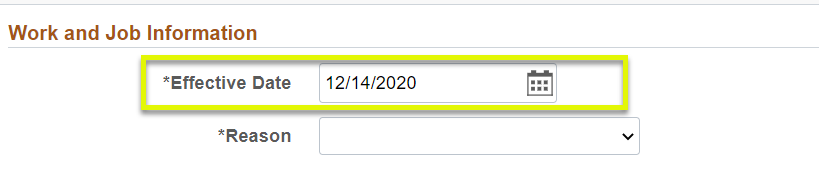 Work and Job Information
*Effective Date 12/14/2020
*Reason